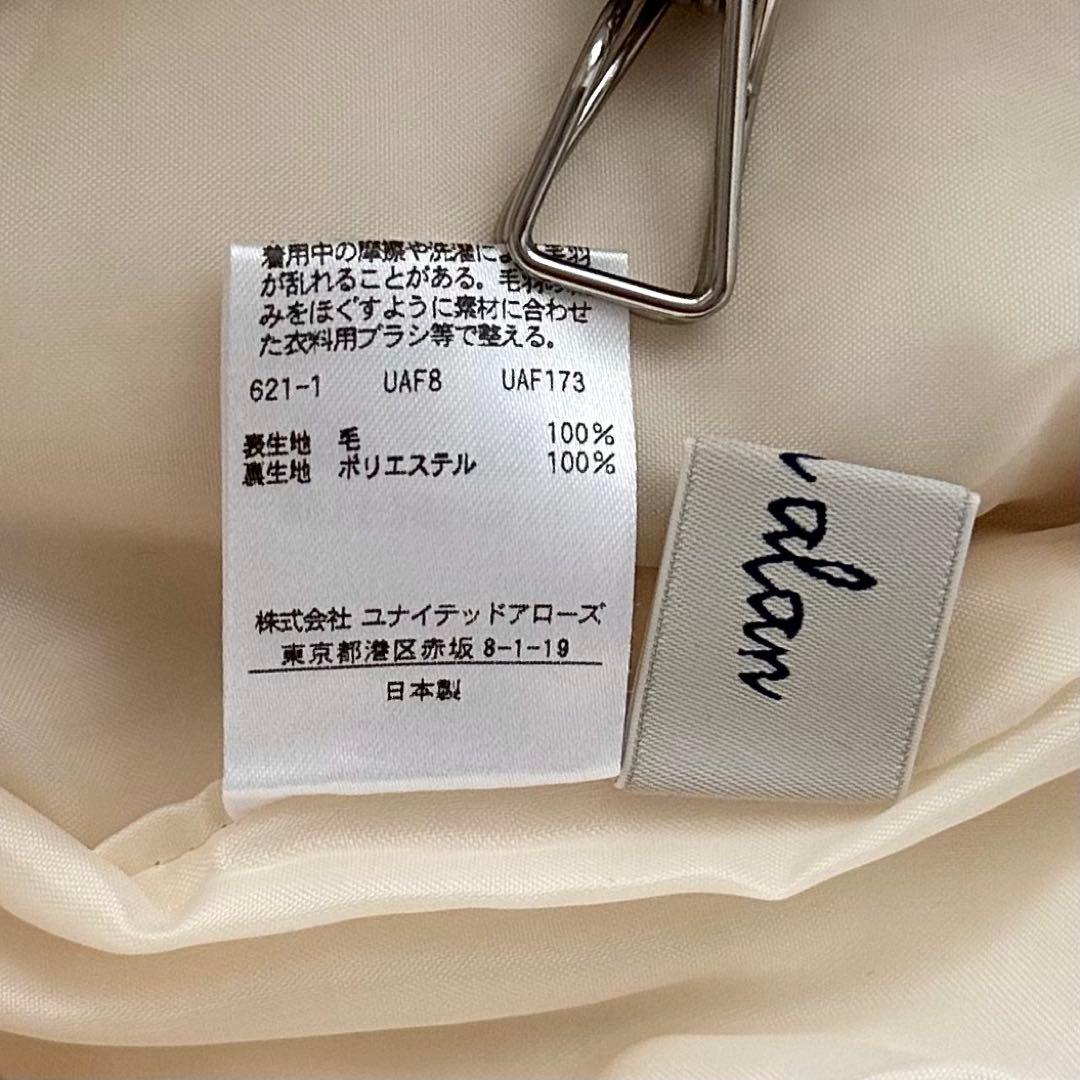 着用中の摩擦や洗濯によ 毛羽
が乱れることがある。毛羽
みをほぐすように素材に合わせ
た衣料用ブラシ等で整える。
621-1 UAF8 UAF173
表生地 毛 100%
裏生地 ポリエステル 100%
株式会社 ユナイテッドアローズ
東京都港区赤坂 8-1-19
日本製
alan